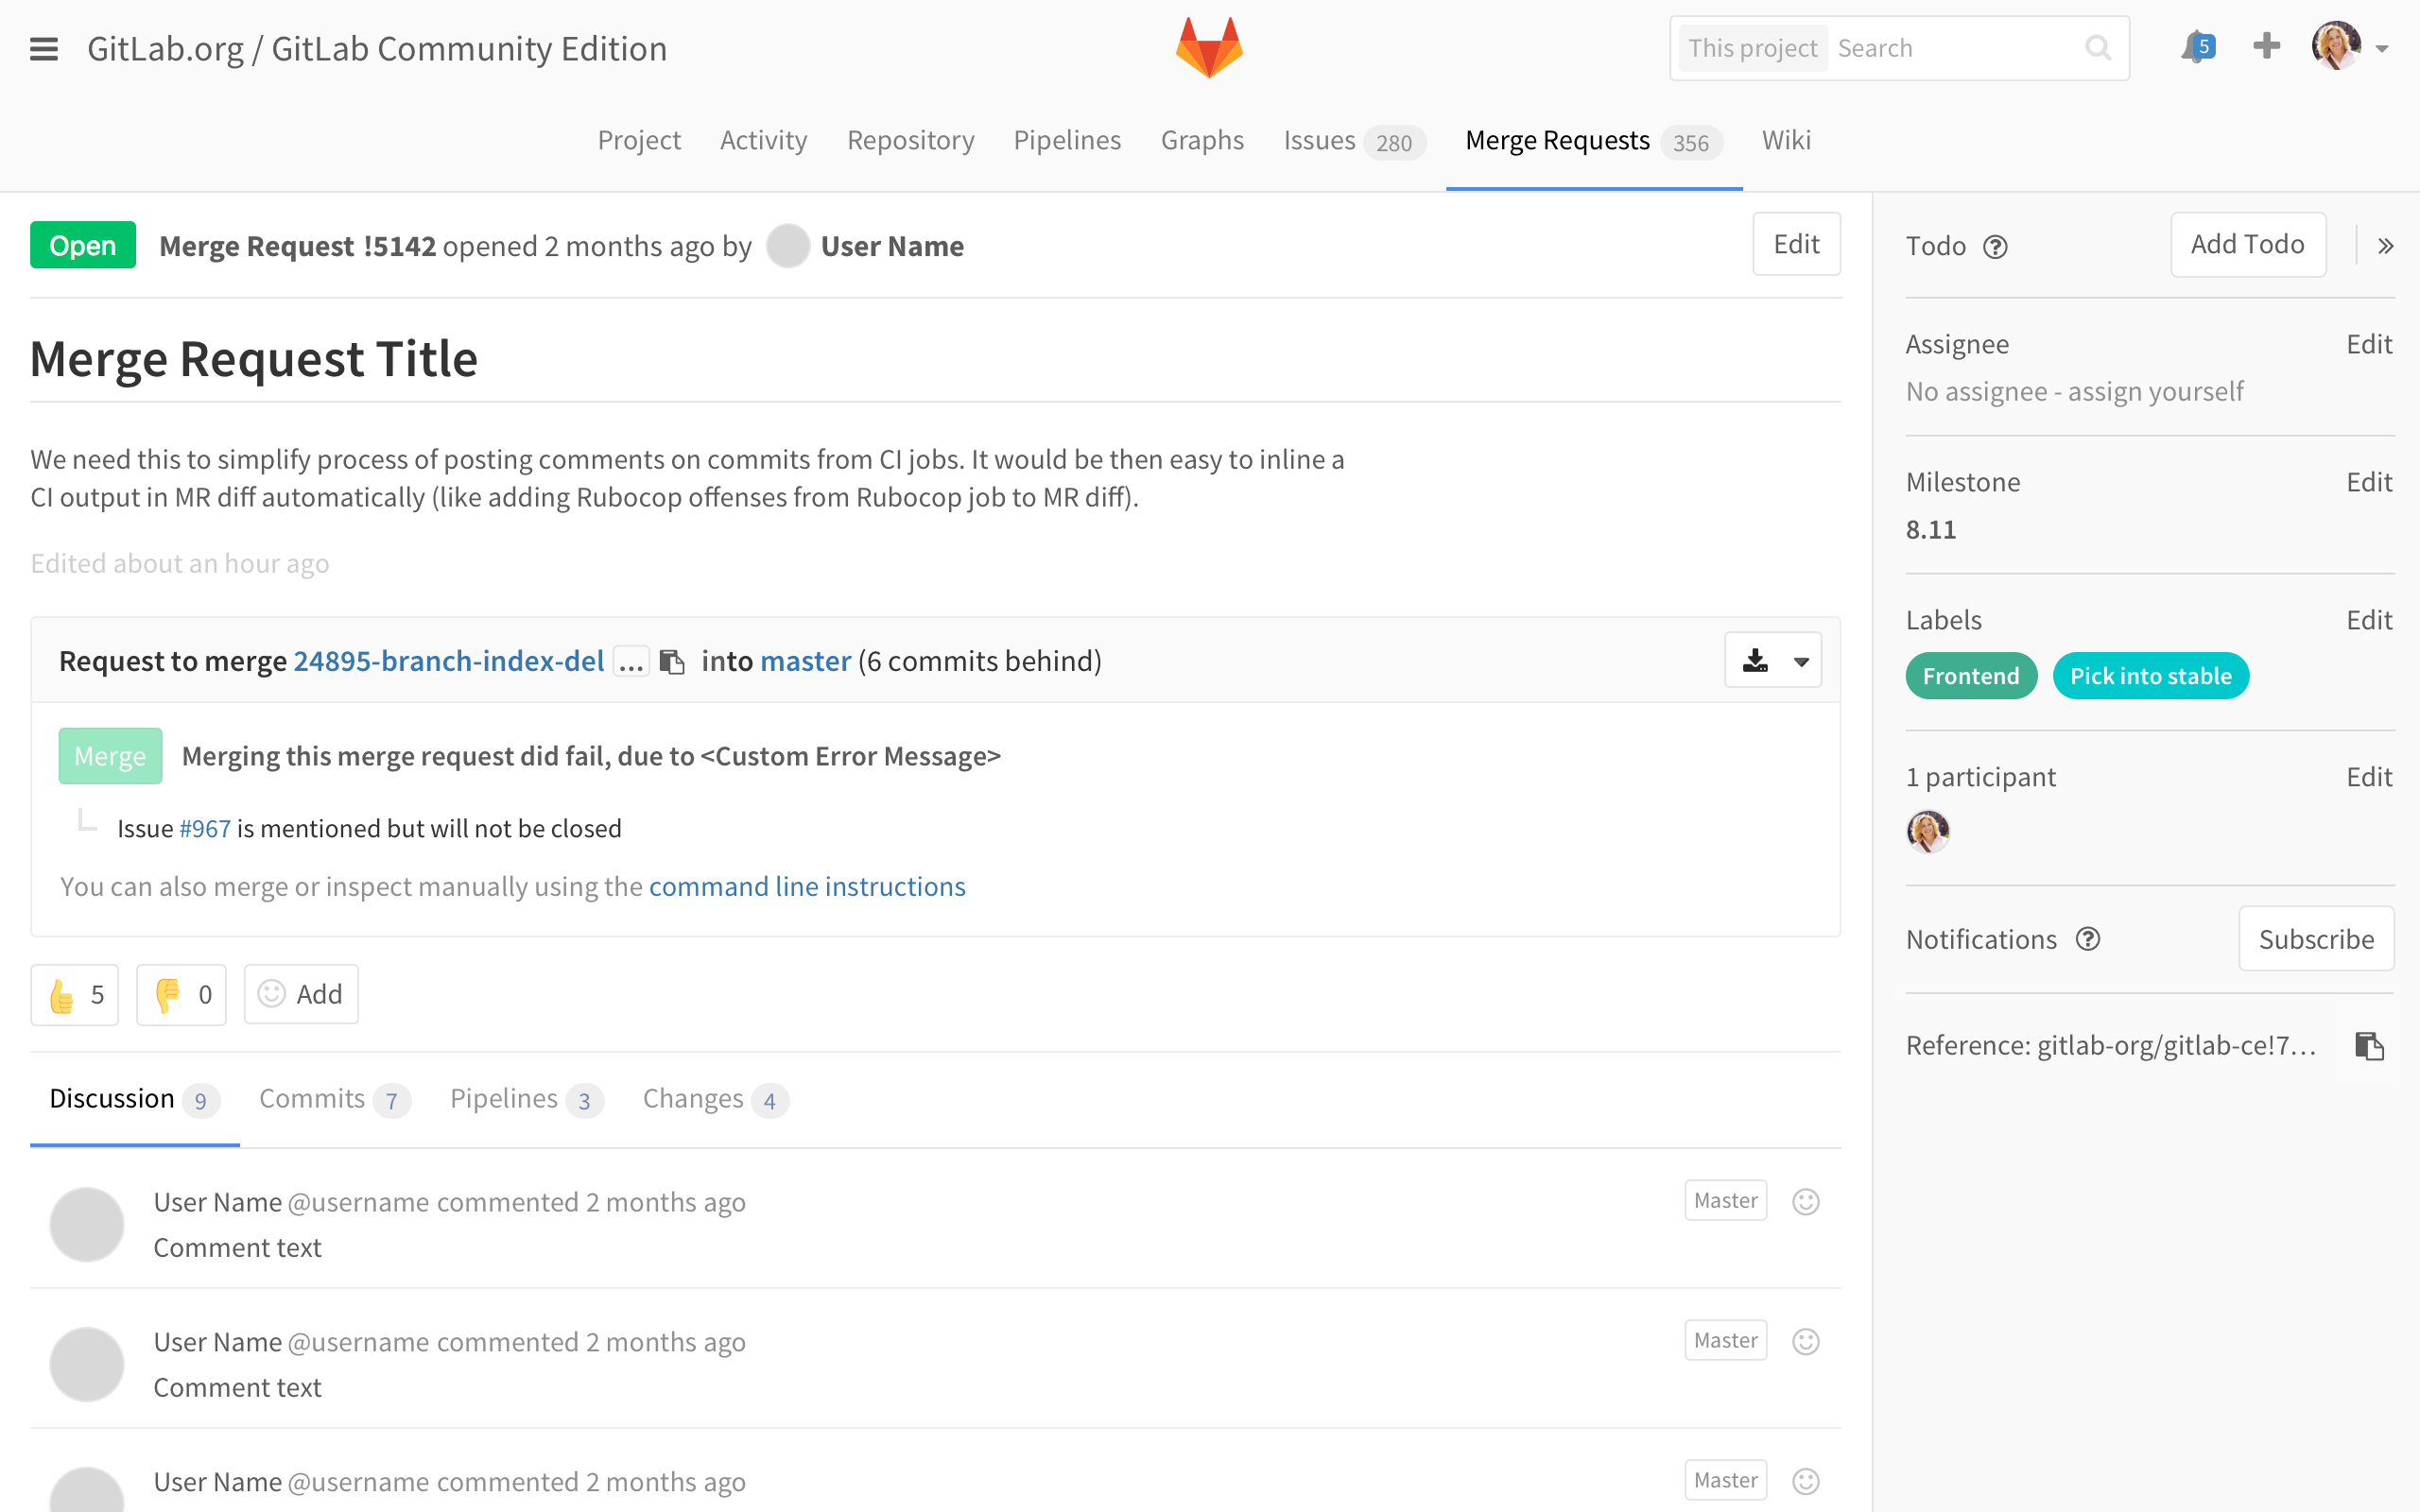 GitLab.org / GitLab Community Edition
This project Search
5
Project Activity Repository Pipelines Graphs Issues 280 Merge Requests 356 Wiki
Open Merge Request !5142 opened 2 months ago by User Name
Edit
Merge Request Title
We need this to simplify process of posting comments on commits from CI jobs. It would be then easy to inline a
CI output in MR diff automatically (like adding Rubocop offenses from Rubocop job to MR diff).
Edited about an hour ago
Request to merge 24895-branch-index-del ... into master (6 commits behind)
Merge Merging this merge request did fail, due to <Custom Error Message>
Issue #967 is mentioned but will not be closed
You can also merge or inspect manually using the command line instructions
5 0 Add
Discussion 9 Commits 7 Pipelines 3 Changes 4
User Name @username commented 2 months ago
Master
Comment text
User Name @username commented 2 months ago
Master
Comment text
User Name @username commented 2 months ago
Master
Todo ? Add Todo »
Assignee Edit
No assignee - assign yourself
Milestone Edit
8.11
Labels Edit
Frontend Pick into stable
1 participant Edit
Notifications ? Subscribe
Reference: gitlab-org/gitlab-ce!7...